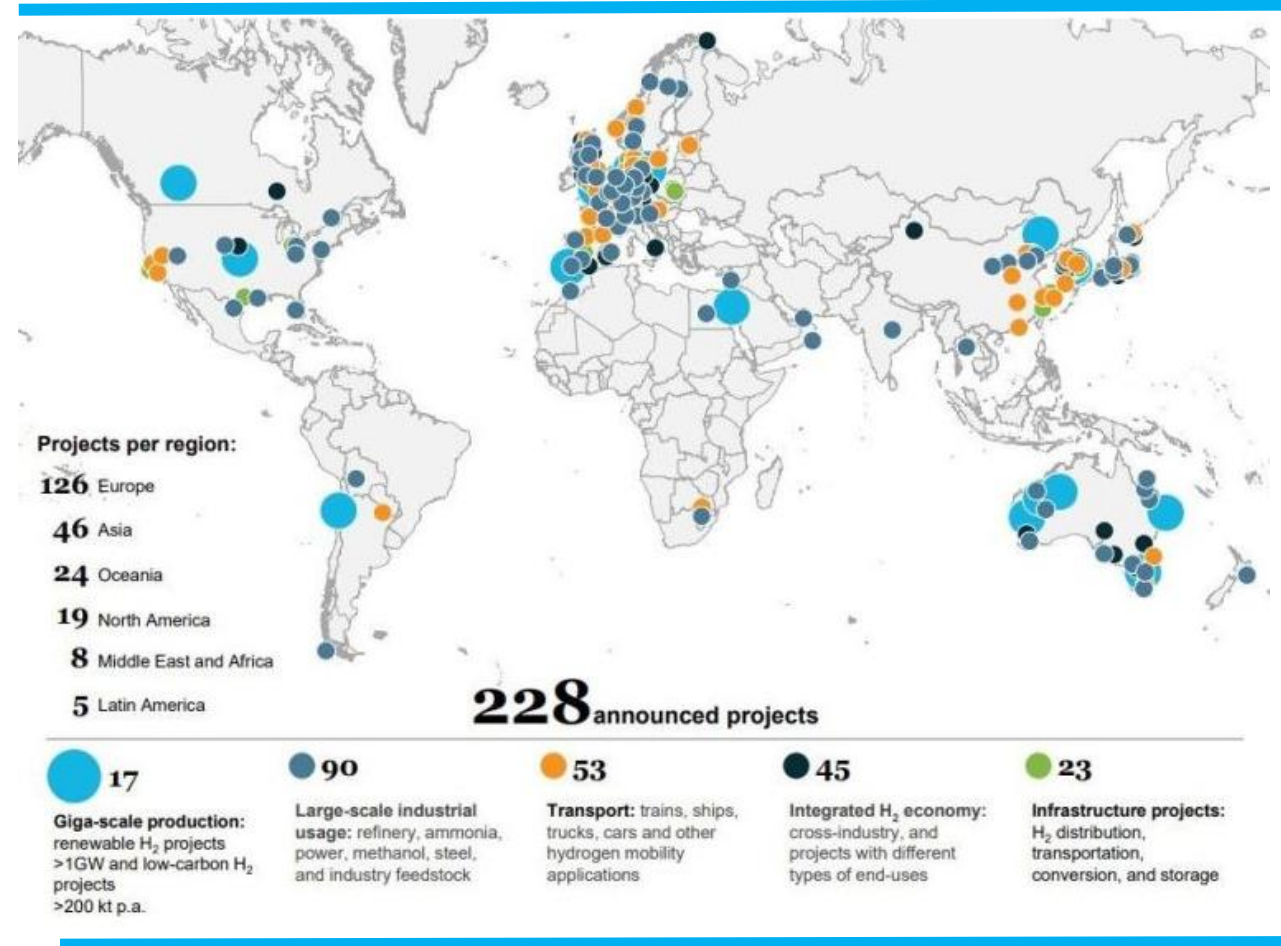 Projects per region:
126 Europe
46 Asia
24 Oceania
19 North America
8 Middle East and Africa
5 Latin America
228 announced projects
17
Giga-scale production:
renewable H₂ projects
>1GW and low-carbon H₂
projects
>200 kt p.a.
90
Large-scale industrial
usage: refinery, ammonia,
power, methanol, steel,
and industry feedstock
53
Transport: trains, ships,
trucks, cars and other
hydrogen mobility
applications
45
Integrated H₂ economy:
cross-industry, and
projects with different
types of end-uses
23
Infrastructure projects:
H₂ distribution,
transportation,
conversion, and storage